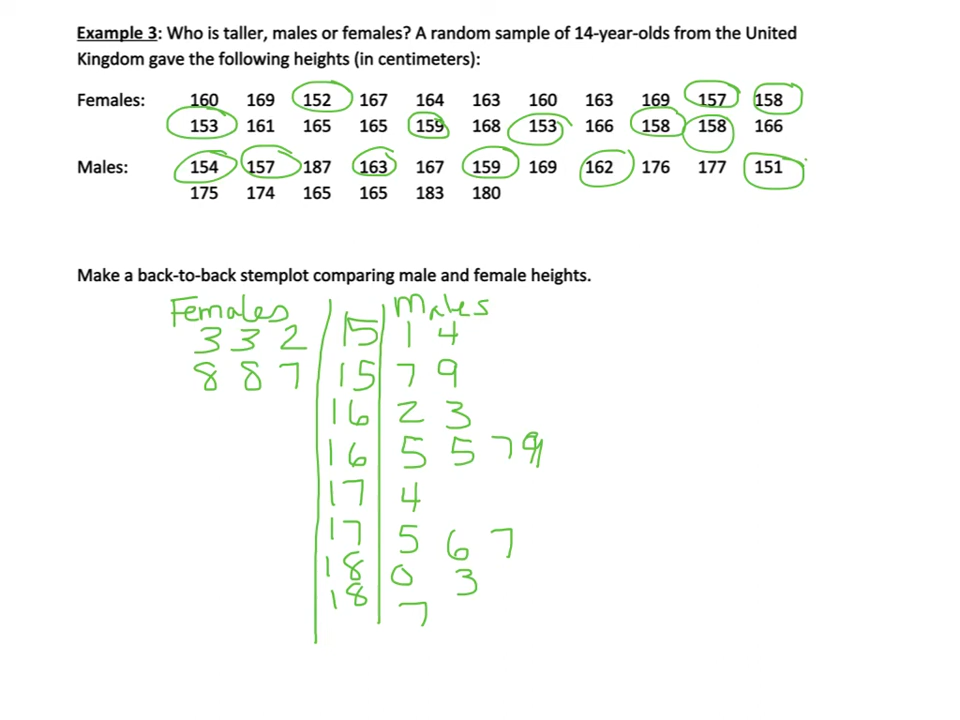 Example 3: Who is taller, males or females? A random sample of 14-year-olds from the United
Kingdom gave the following heights (in centimeters):
Females: 160 169 152 167 164 163 160 163 169 157 158
153 161 165 165 159 168 153 166 158 158 166
Males: 154 157 187 163 167 159 169 162 176 177 151
175 174 165 165 183 180
Make a back-to-back stemplot comparing male and female heights.
Females Males
3 3 2 15 1 4
8 8 7 15 7 9
16 2 3
16 5 5 7 9
17 4
17 5 6 7
18 0 3
18 7